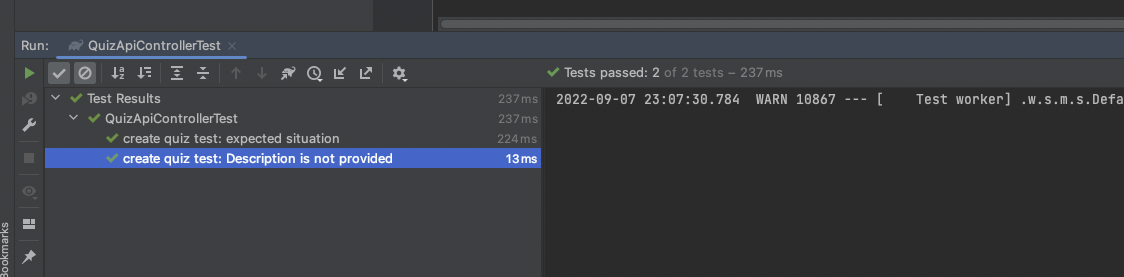 Run: QuizApiControllerTest
Tests passed: 2 of 2 tests – 237 ms
Test Results 237 ms
QuizApiControllerTest 237 ms
create quiz test: expected situation 224 ms
create quiz test: Description is not provided 13 ms
2022-09-07 23:07:30.784  WARN 10867 --- [    Test worker] .w.s.m.s.Defa
Bookmarks